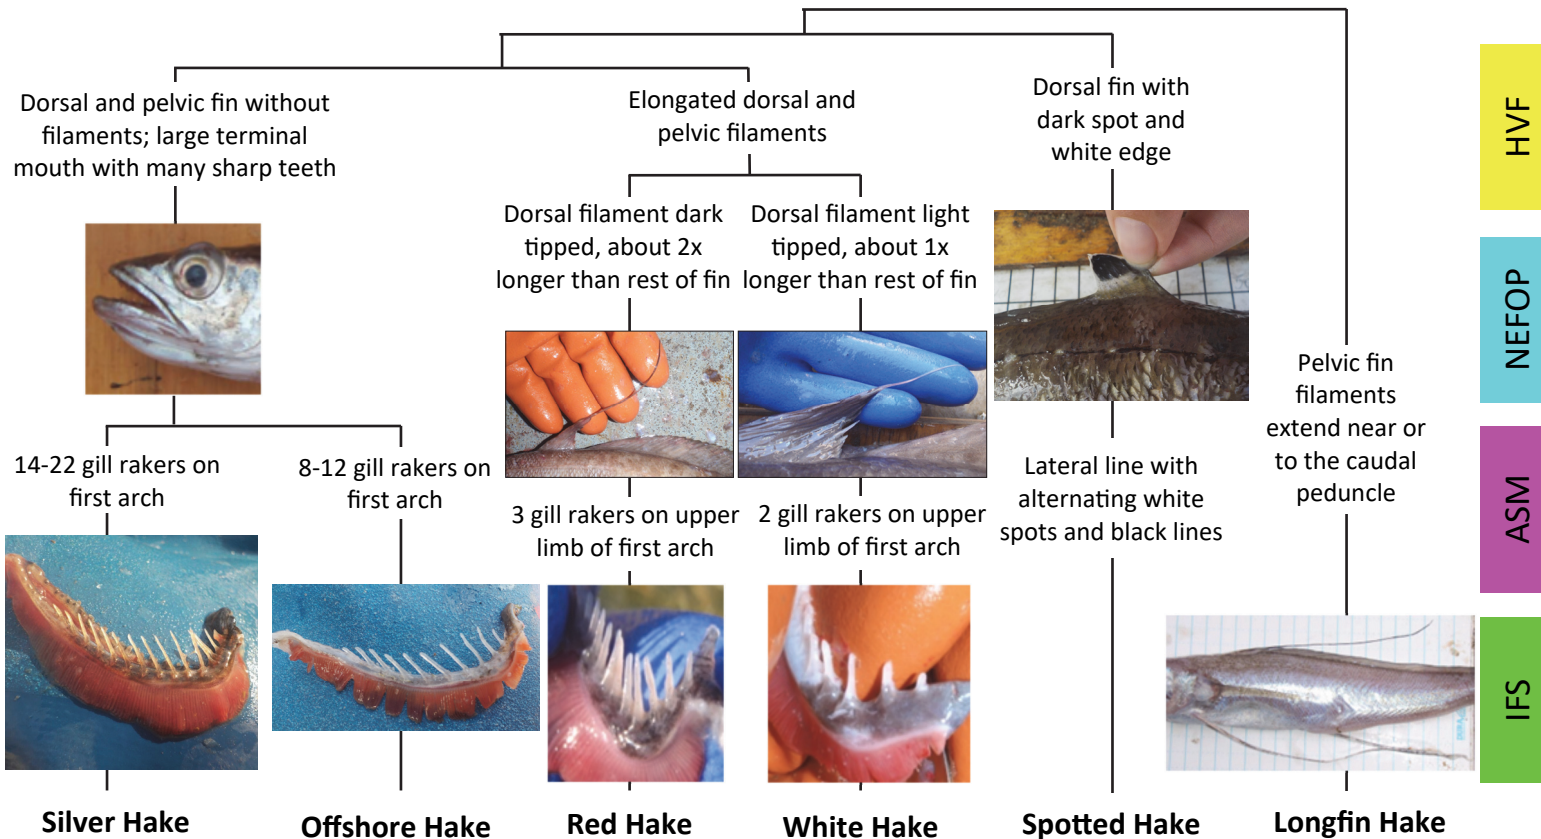 Dorsal and pelvic fin without
filaments; large terminal
mouth with many sharp teeth
Elongated dorsal and
pelvic filaments
Dorsal fin with
dark spot and
white edge
Dorsal filament dark
tipped, about 2x
longer than rest of fin
Dorsal filament light
tipped, about 1x
longer than rest of fin
Pelvic fin
filaments
extend near or
to the caudal
peduncle
14-22 gill rakers on
first arch
8-12 gill rakers on
first arch
3 gill rakers on upper
limb of first arch
2 gill rakers on upper
limb of first arch
Lateral line with
alternating white
spots and black lines
Silver Hake
Offshore Hake
Red Hake
White Hake
Spotted Hake
Longfin Hake
HVF
NEFOP
ASM
IFS